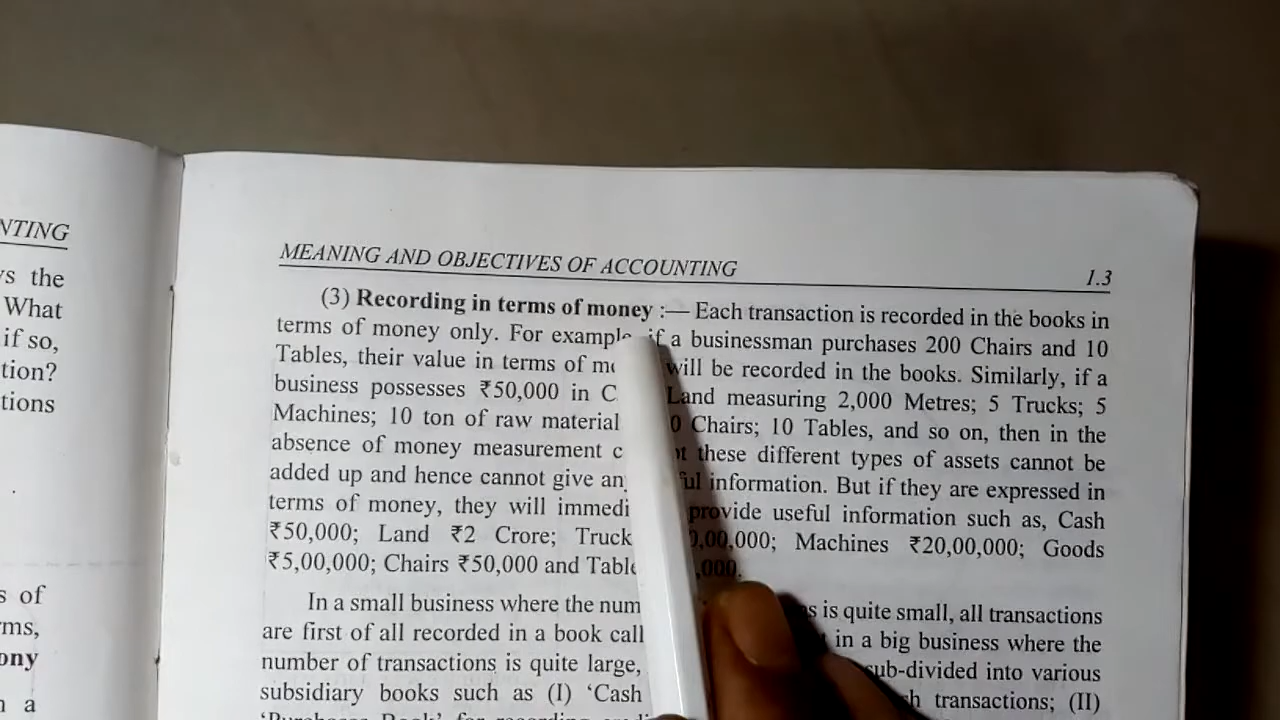 NTING
ys the
What
if so,
tion?
tions
s of
rms,
ony
n a
MEANING AND OBJECTIVES OF ACCOUNTING 1.3
(3) Recording in terms of money :— Each transaction is recorded in the books in
terms of money only. For example, if a businessman purchases 200 Chairs and 10
Tables, their value in terms of will be recorded in the books. Similarly, if a
business possesses ₹50,000 in Land measuring 2,000 Metres; 5 Trucks; 5
Machines; 10 ton of raw material Chairs; 10 Tables, and so on, then in the
absence of money measurement these different types of assets cannot be
added up and hence cannot give information. But if they are expressed in
terms of money, they will provide useful information such as, Cash
₹50,000; Land ₹2 Crore; Machines ₹20,00,000; Goods
₹5,00,000; Chairs ₹50,000 and
In a small business where the is quite small, all transactions
are first of all recorded in a book in a big business where the
number of transactions is quite large, sub-divided into various
subsidiary books such as (I) ‘Cash transactions; (II)
‘Purchases Book’ for